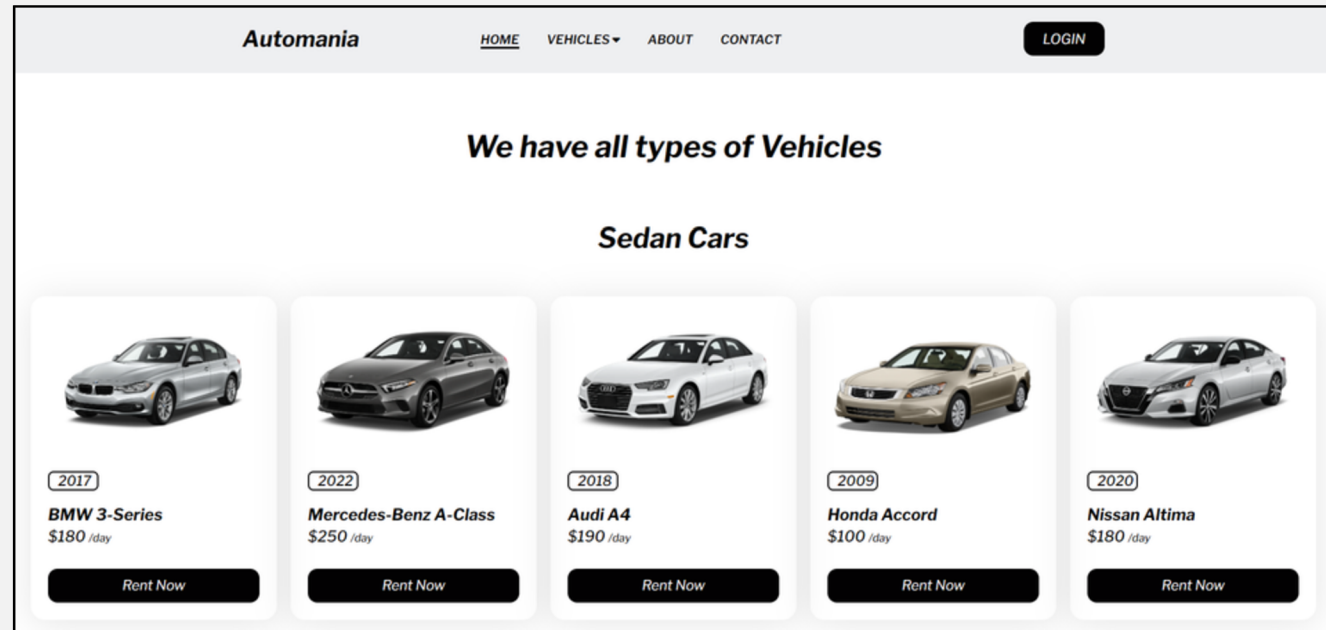 Automania HOME VEHICLES ABOUT CONTACT LOGIN
We have all types of Vehicles
Sedan Cars
2017
BMW 3-Series
$180 /day
Rent Now
2022
Mercedes-Benz A-Class
$250 /day
Rent Now
2018
Audi A4
$190 /day
Rent Now
2009
Honda Accord
$100 /day
Rent Now
2020
Nissan Altima
$180 /day
Rent Now